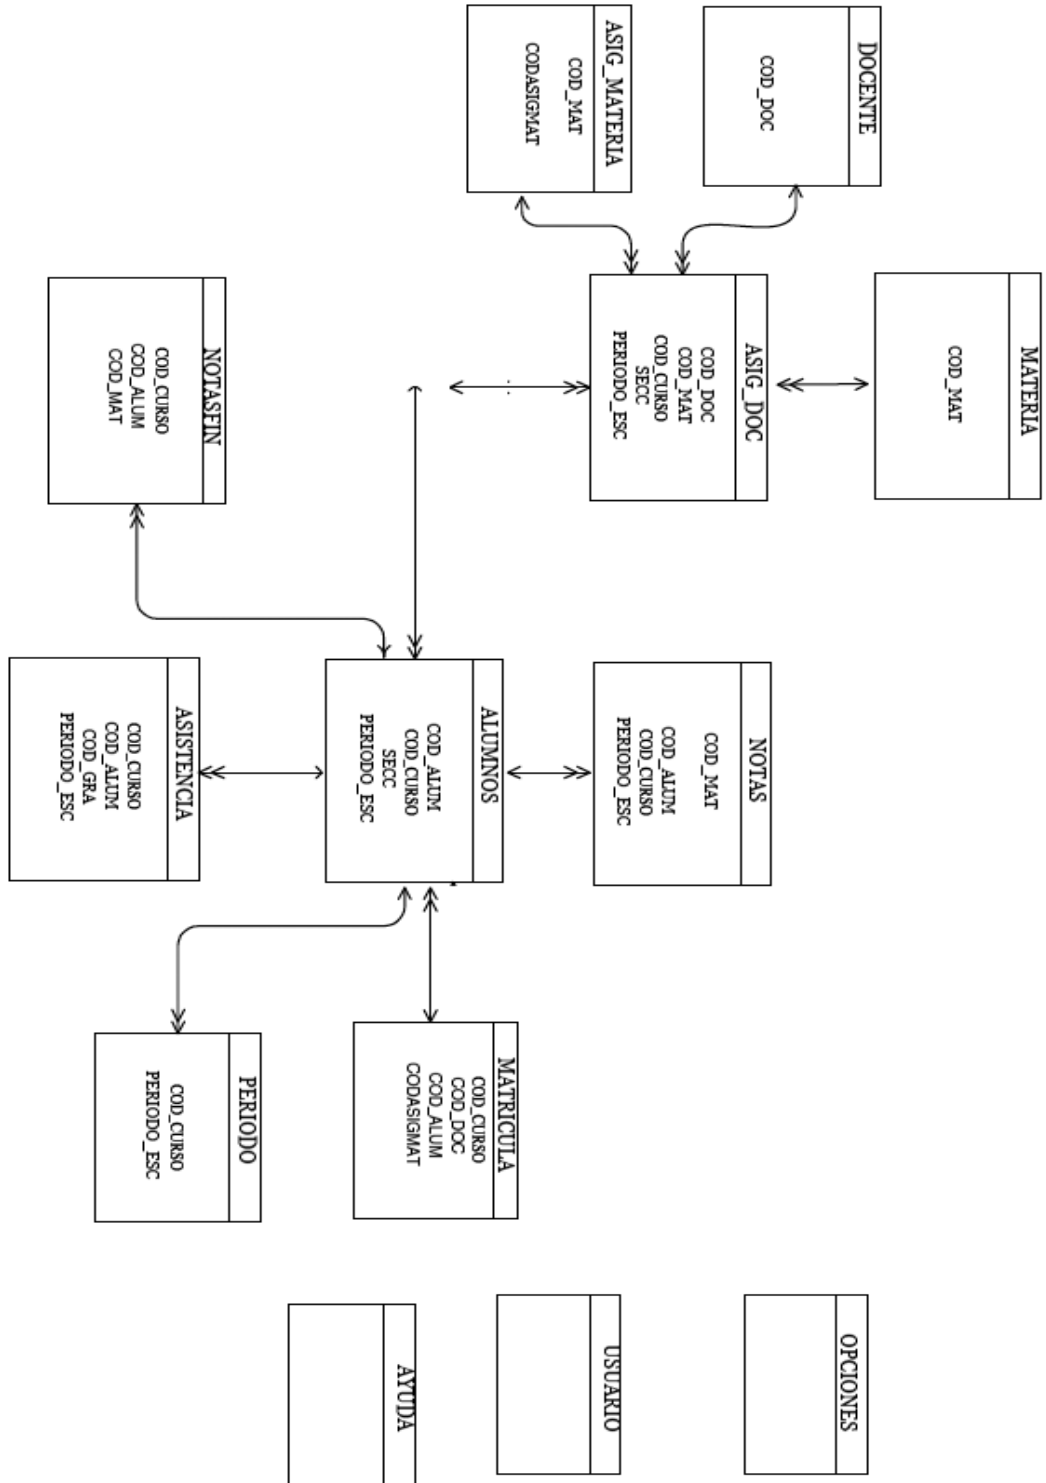 DOCENTE
COD_DOC
MATERIA
COD_MAT
OPCIONES
ASIG_DOC
COD_DOC
COD_MAT
COD_CURSO
SECC
PERIODO_ESC
NOTAS
COD_MAT
COD_ALUM
COD_CURSO
PERIODO_ESC
ASIG_MATERIA
COD_MAT
CODASIGMAT
USUARIO
ALUMNOS
COD_ALUM
COD_CURSO
SECC
PERIODO_ESC
MATRICULA
COD_CURSO
COD_DOC
COD_ALUM
CODASIGMAT
AYUDA
NOTASFIN
COD_CURSO
COD_ALUM
COD_MAT
ASISTENCIA
COD_CURSO
COD_ALUM
COD_GRA
PERIODO_ESC
PERIODO
COD_CURSO
PERIODO_ESC